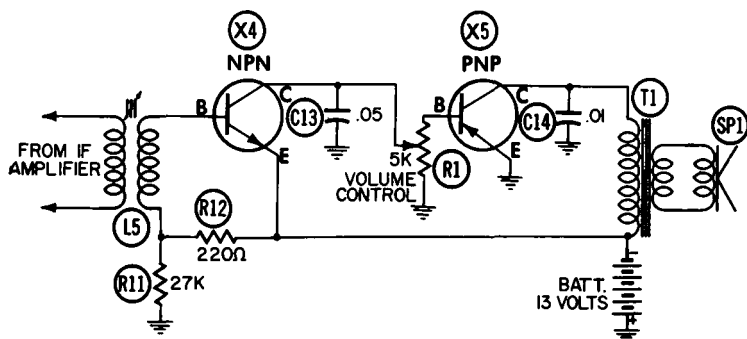 X4
NPN
X5
PNP
T1
SP1
B
C
C13
.05
B
C
C14
.01
E
5K
VOLUME
CONTROL
R1
E
FROM IF
AMPLIFIER
L5
R12
220Ω
R11
27K
BATT.
13 VOLTS
-
+